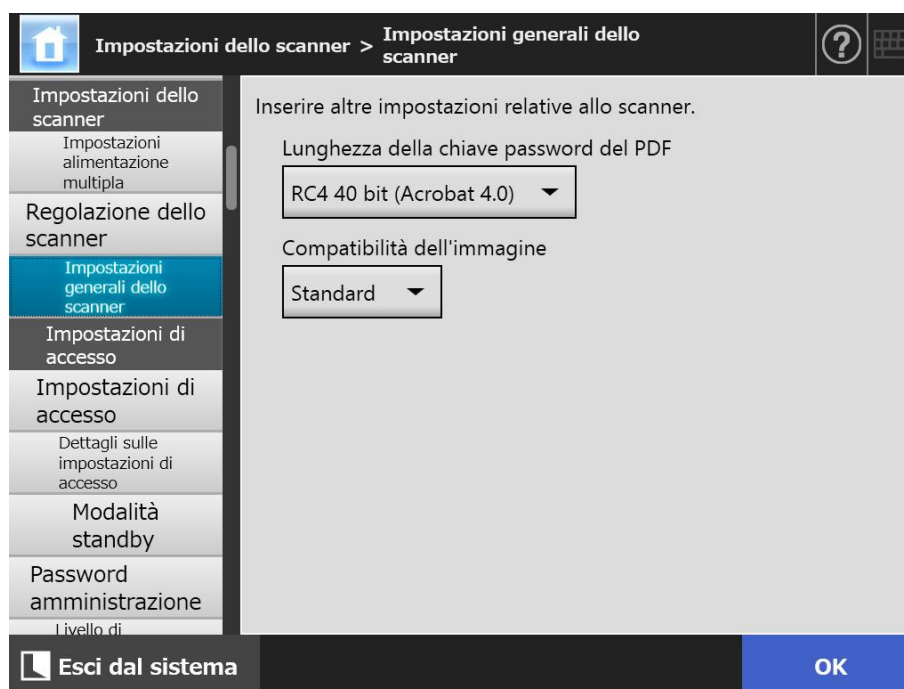 Impostazioni dello scanner > Impostazioni generali dello
scanner
Impostazioni dello
scanner
Impostazioni
alimentazione
multipla
Regolazione dello
scanner
Impostazioni
generali dello
scanner
Impostazioni di
accesso
Impostazioni di
accesso
Dettagli sulle
impostazioni di
accesso
Modalità
standby
Password
amministrazione
Livello di
Inserire altre impostazioni relative allo scanner.
Lunghezza della chiave password del PDF
RC4 40 bit (Acrobat 4.0)
Compatibilità dell'immagine
Standard
Esci dal sistema
OK